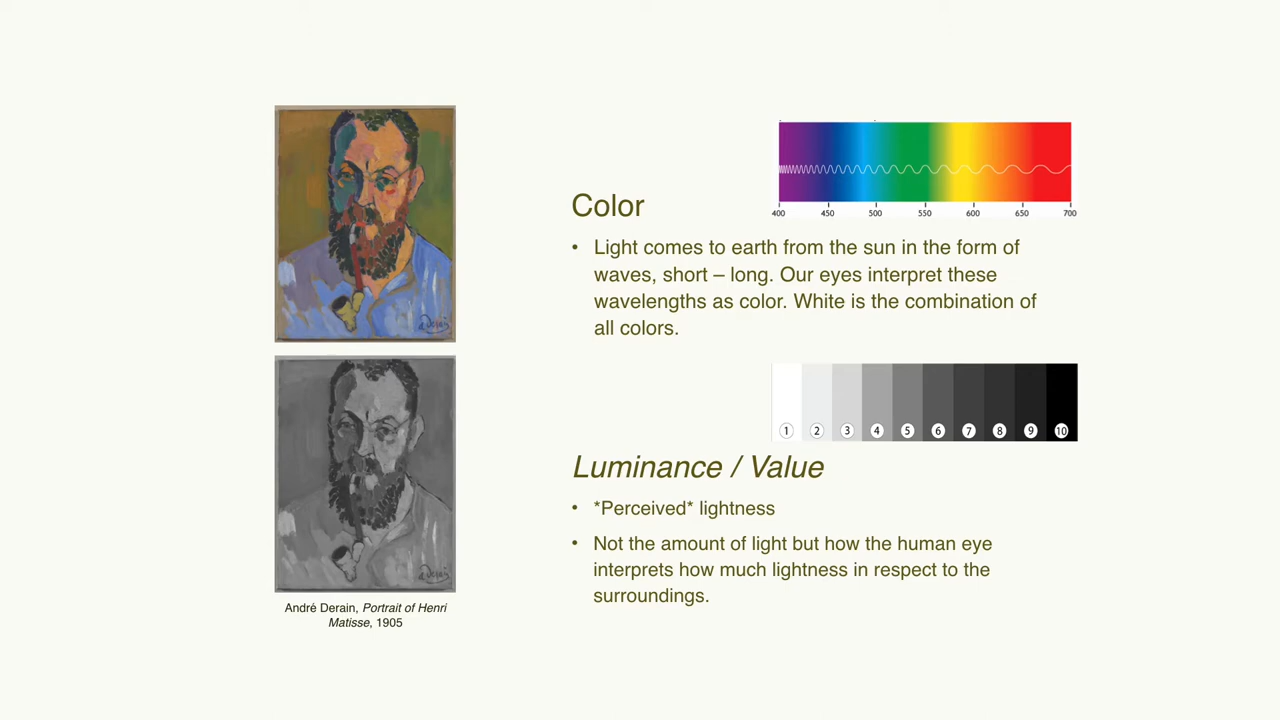 400 450 500 550 600 650 700
Color
• Light comes to earth from the sun in the form of
waves, short – long. Our eyes interpret these
wavelengths as color. White is the combination of
all colors.
1 2 3 4 5 6 7 8 9 10
Luminance / Value
• *Perceived* lightness
• Not the amount of light but how the human eye
interprets how much lightness in respect to the
surroundings.
André Derain, Portrait of Henri
Matisse, 1905